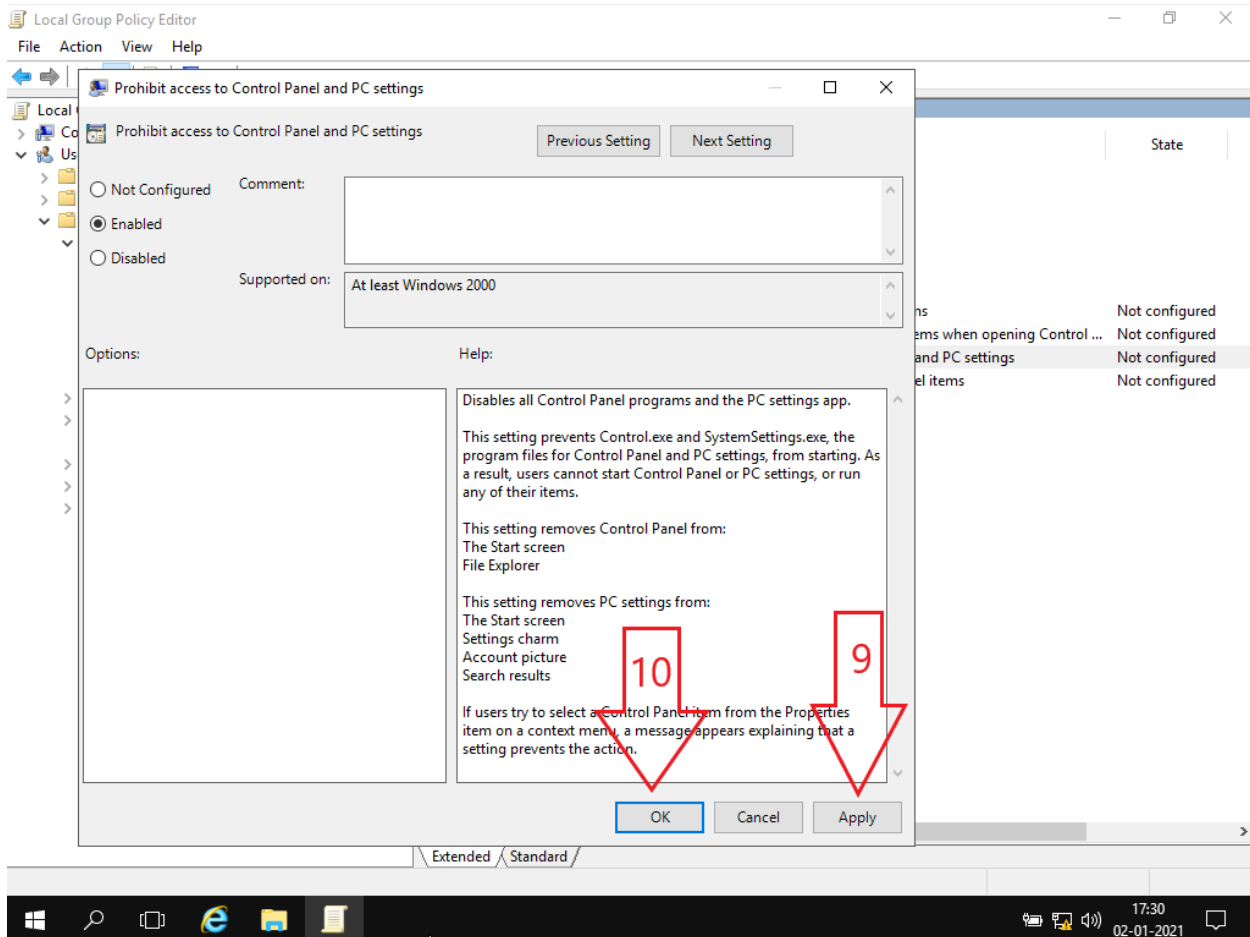 Local Group Policy Editor
File Action View Help
Prohibit access to Control Panel and PC settings
Prohibit access to Control Panel and PC settings
Previous Setting
Next Setting
Local
Co
Us
State
Not Configured
Enabled
Disabled
Comment:
Supported on:
At least Windows 2000
ns Not configured
ems when opening Control ... Not configured
and PC settings Not configured
el items Not configured
Options:
Help:
Disables all Control Panel programs and the PC settings app.
This setting prevents Control.exe and SystemSettings.exe, the
program files for Control Panel and PC settings, from starting. As
a result, users cannot start Control Panel or PC settings, or run
any of their items.
This setting removes Control Panel from:
The Start screen
File Explorer
This setting removes PC settings from:
The Start screen
Settings charm
Account picture
Search results
10
9
If users try to select a Control Panel item from the Properties
item on a context menu, a message appears explaining that a
setting prevents the action.
OK
Cancel
Apply
Extended Standard
17:30
02-01-2021